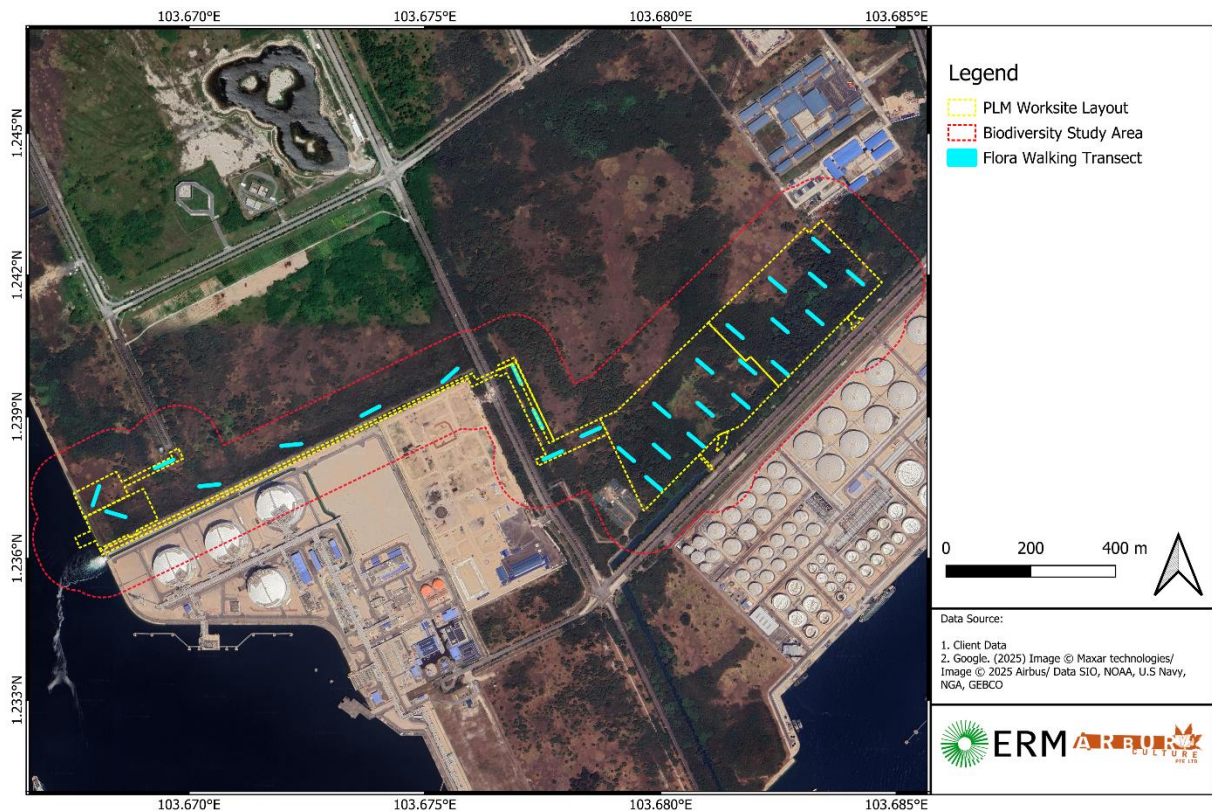 103.670°E 103.675°E 103.680°E 103.685°E
1.245°N
1.242°N
1.239°N
1.236°N
1.233°N
103.670°E 103.675°E 103.680°E 103.685°E
Legend
PLM Worksite Layout
Biodiversity Study Area
Flora Walking Transect
0 200 400 m
Data Source:
1. Client Data
2. Google. (2025) Image © Maxar technologies/
Image © 2025 Airbus/ Data SIO, NOAA, U.S Navy,
NGA, GEBCO
ERM
ARBOR
CULTURE
PTE LTD